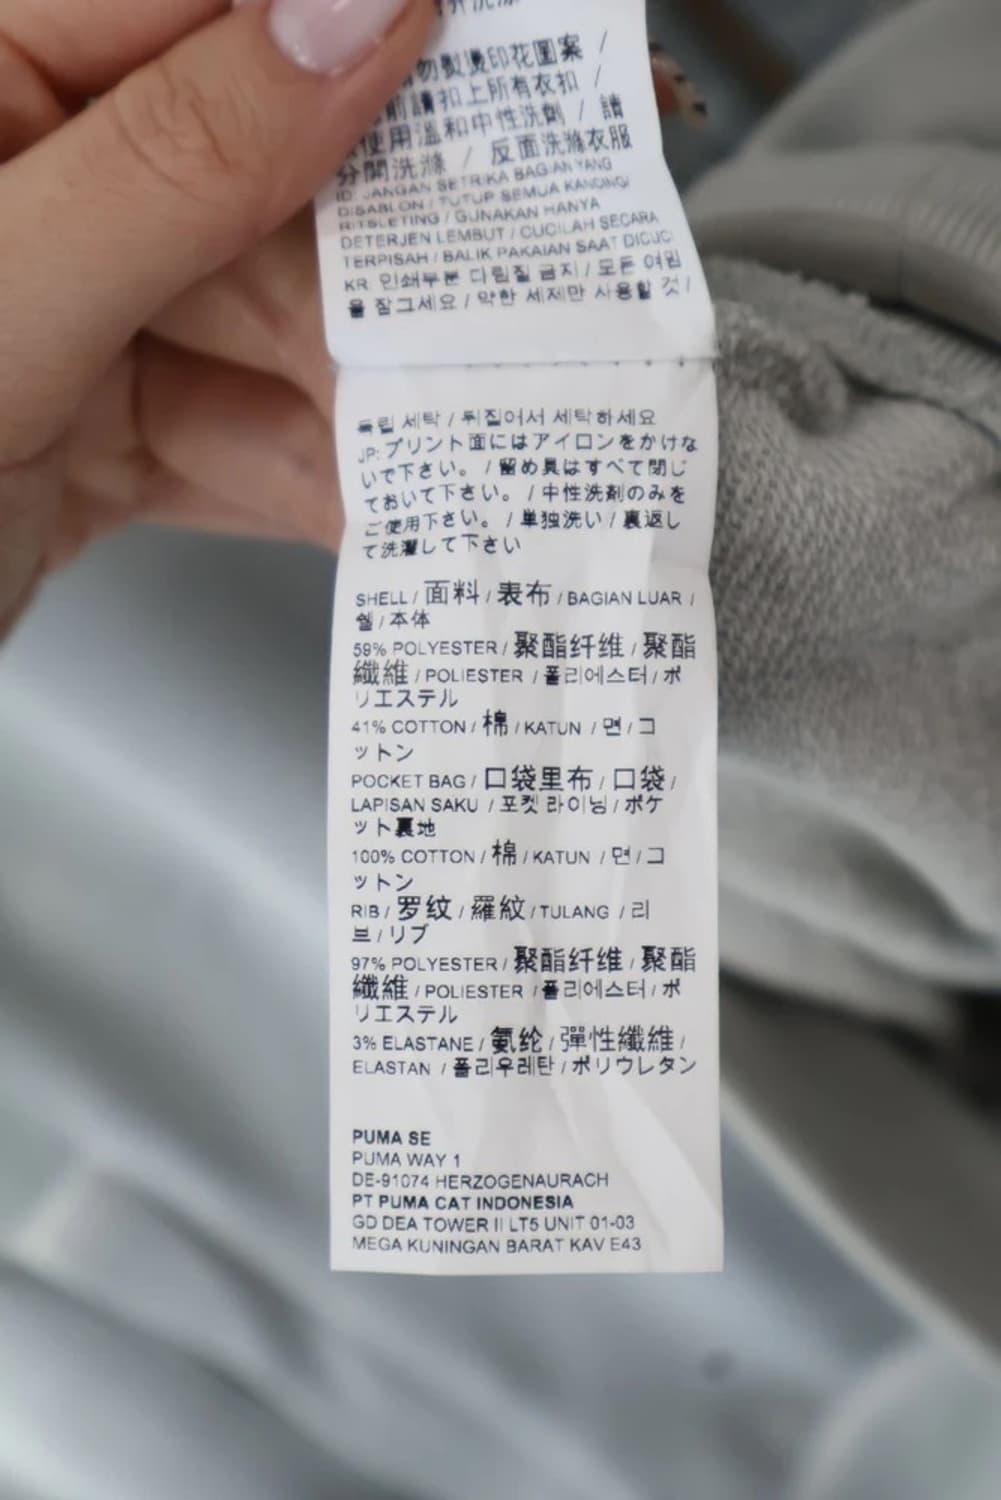 勿熨燙印花圖案 /
前請扣上所有衣扣 /
使用溫和中性洗劑 / 請
分開洗滌 / 反面洗滌衣服
ID: JANGAN SETRIKA BAGIAN YANG
DISABLON / TUTUP SEMUA KANCING/
RITSLETING / GUNAKAN HANYA
DETERJEN LEMBUT / CUCILAH SECARA
TERPISAH / BALIK PAKAIAN SAAT DICUCI
KR: 인쇄부분 다림질 금지 / 모든 여밈
을 잠그세요 / 약한 세제만 사용할 것 /
독립 세탁 / 뒤집어서 세탁하세요
JP: プリント面にはアイロンをかけな
いで下さい。 / 留め具はすべて閉じ
ておいて下さい。 / 中性洗剤のみを
ご使用下さい。 / 単独洗い / 裏返し
て洗濯して下さい
SHELL / 面料 / 表布 / BAGIAN LUAR /
쉘 / 本体
59% POLYESTER / 聚酯纤维 / 聚酯
纖維 / POLIESTER / 폴리에스터 / ポ
リエステル
41% COTTON / 棉 / KATUN / 면 / コ
ットン
POCKET BAG / 口袋里布 / 口袋 /
LAPISAN SAKU / 포켓 라이닝 / ポケ
ット裏地
100% COTTON / 棉 / KATUN / 면 / コ
ットン
RIB / 罗纹 / 羅紋 / TULANG / 리
브 / リブ
97% POLYESTER / 聚酯纤维 / 聚酯
纖維 / POLIESTER / 폴리에스터 / ポ
リエステル
3% ELASTANE / 氨纶 / 彈性纖維 /
ELASTAN / 폴리우레탄 / ポリウレタン
PUMA SE
PUMA WAY 1
DE-91074 HERZOGENAURACH
PT PUMA CAT INDONESIA
GD DEA TOWER II LT5 UNIT 01-03
MEGA KUNINGAN BARAT KAV E43